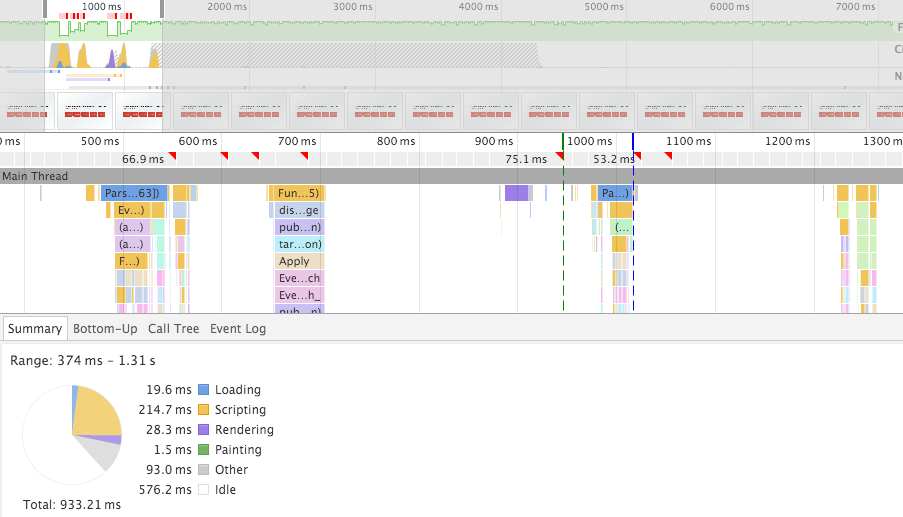 1000 ms 2000 ms 3000 ms 4000 ms 5000 ms 6000 ms 7000 ms
F
C
N
0 ms 500 ms 600 ms 700 ms 800 ms 900 ms 1000 ms 1100 ms 1200 ms 1300 ms
66.9 ms 75.1 ms 53.2 ms
Main Thread
Pars...63]) Fun...5) Pa...)
Ev...) dis...ge
(a...) pub...n) (...
(a...) tar...on)
F...) Apply
Eve...ch
Eve...h_
pub...n)
Summary Bottom-Up Call Tree Event Log
Range: 374 ms – 1.31 s
19.6 ms Loading
214.7 ms Scripting
28.3 ms Rendering
1.5 ms Painting
93.0 ms Other
576.2 ms Idle
Total: 933.21 ms